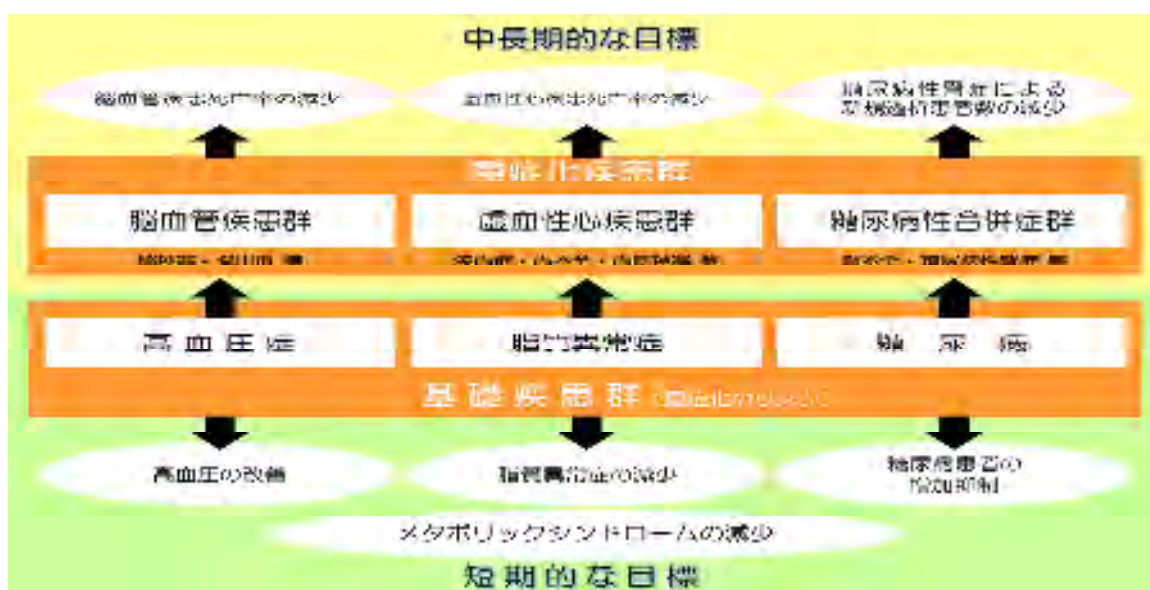 中長期的な目標
脳血管疾患死亡率の減少
虚血性心疾患死亡率の減少
糖尿病性腎症による
新規透析患者数の減少
重症化疾患群
脳血管疾患群
虚血性心疾患群
糖尿病性合併症群
高血圧症
脂質異常症
糖尿病
基礎疾患群
高血圧の改善
脂質異常症の減少
糖尿病患者の
増加抑制
メタボリックシンドロームの減少
短期的な目標